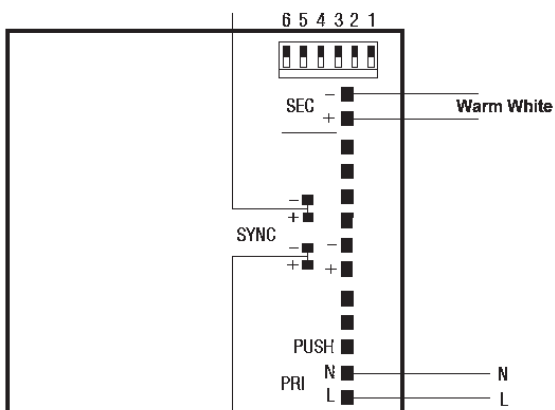 6 5 4 3 2 1
SEC -
+
Warm White
-
+
SYNC
-
+
-
+
PUSH
PRI
N
L
N
L